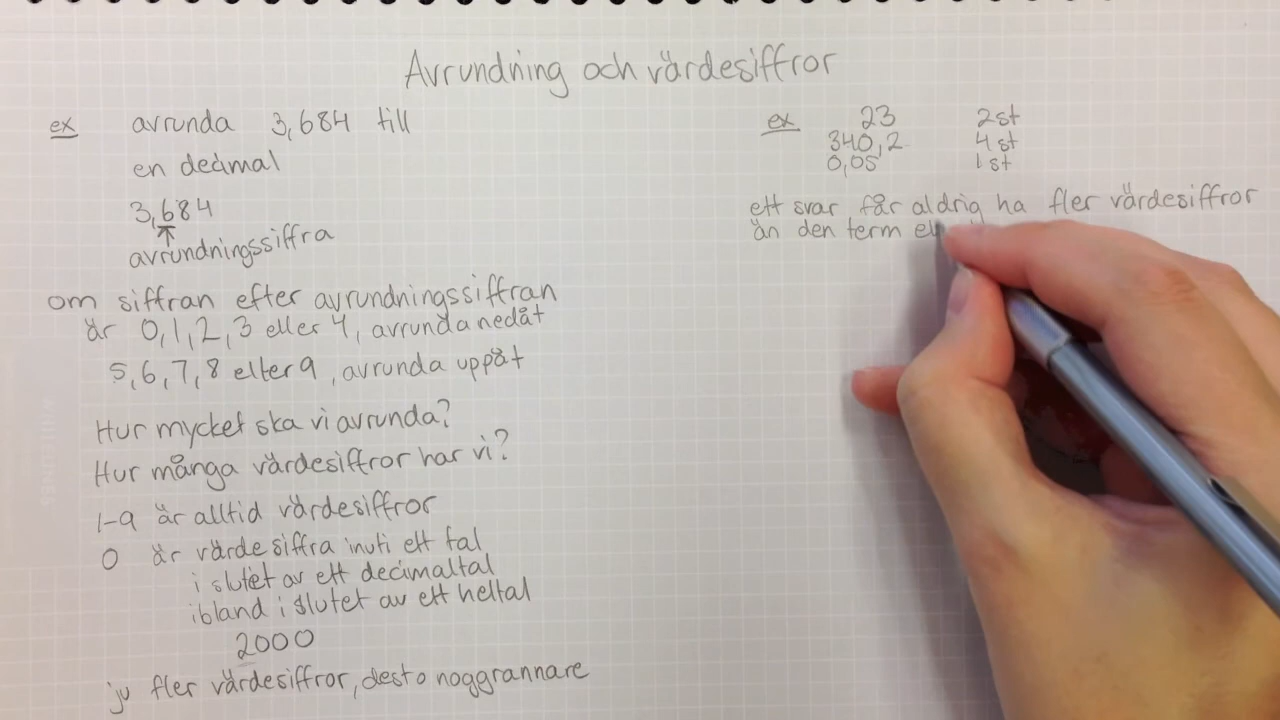 Avrundning och värdesiffror
ex avrunda 3,684 till
en decimal
3,684
avrundningssiffra
om siffran efter avrundningssiffran
är 0,1,2,3 eller 4, avrunda nedåt
5,6,7,8 eller 9, avrunda uppåt
Hur mycket ska vi avrunda?
Hur många värdesiffror har vi?
1-9 är alltid värdesiffror
0 är värdesiffra inuti ett tal
i slutet av ett decimaltal
ibland i slutet av ett heltal
2000
ju fler värdesiffror, desto noggrannare
ex 23 2st
340,2 4st
0,05 1st
ett svar får aldrig ha fler värdesiffror
än den term